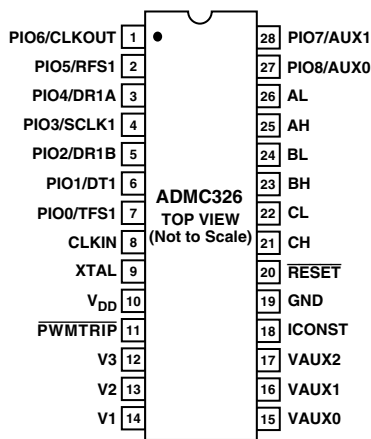 PIO6/CLKOUT 1 28 PIO7/AUX1
PIO5/RFS1 2 27 PIO8/AUX0
PIO4/DR1A 3 26 AL
PIO3/SCLK1 4 25 AH
PIO2/DR1B 5 24 BL
PIO1/DT1 6 23 BH
ADMC326
PIO0/TFS1 7 TOP VIEW 22 CL
CLKIN 8 (Not to Scale) 21 CH
XTAL 9 20 RESET
VDD 10 19 GND
PWMTRIP 11 18 ICONST
V3 12 17 VAUX2
V2 13 16 VAUX1
V1 14 15 VAUX0